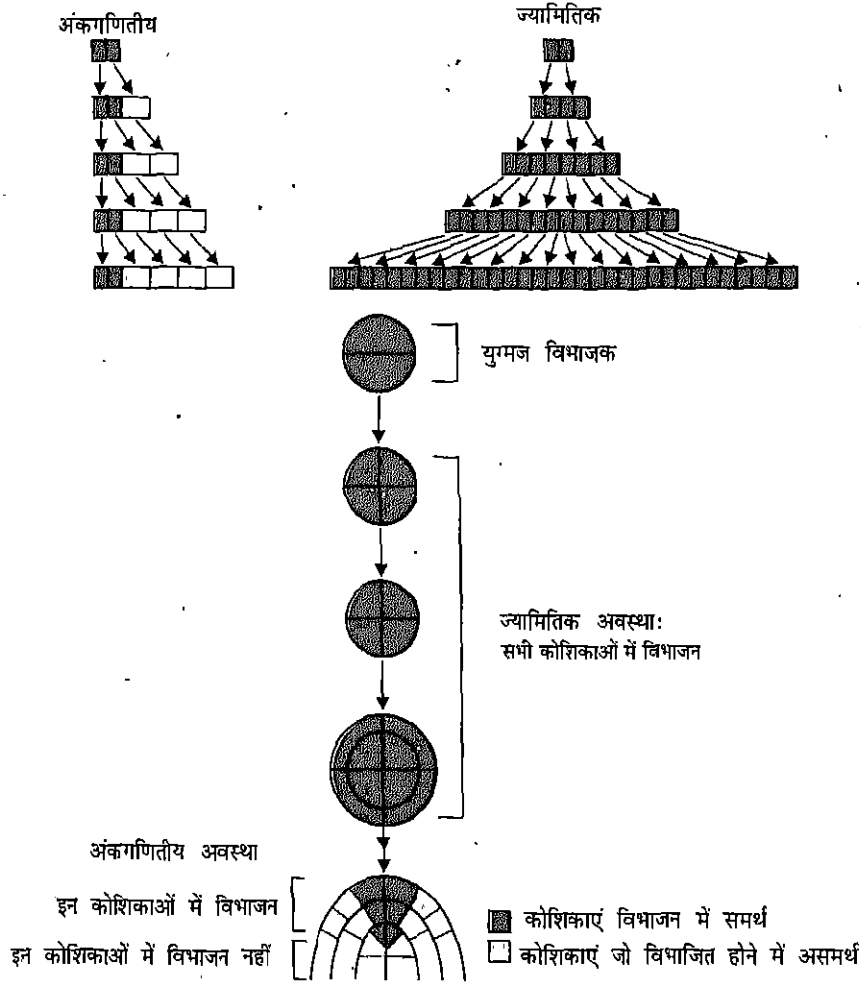 अंकगणितीय
ज्यामितिक
युग्मज विभाजक
ज्यामितिक अवस्था:
सभी कोशिकाओं में विभाजन
अंकगणितीय अवस्था
इन कोशिकाओं में विभाजन
इन कोशिकाओं में विभाजन नहीं
कोशिकाएं विभाजन में समर्थ
कोशिकाएं जो विभाजित होने में असमर्थ